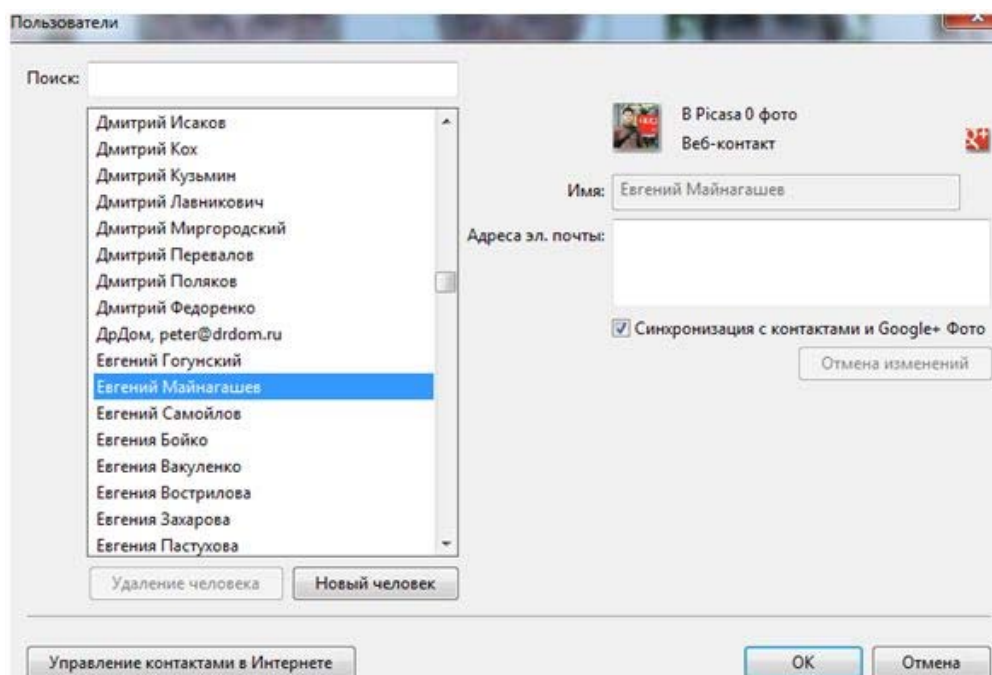 Пользователи
Поиск:
Дмитрий Исаков
Дмитрий Кох
Дмитрий Кузьмин
Дмитрий Лавникович
Дмитрий Миргородский
Дмитрий Перевалов
Дмитрий Поляков
Дмитрий Федоренко
ДрДом, peter@drdom.ru
Евгений Гогунский
Евгений Майнагашев
Евгений Самойлов
Евгения Бойко
Евгения Вакуленко
Евгения Вострилова
Евгения Захарова
Евгения Пастухова
Удаление человека
Новый человек
В Picasa 0 фото
Веб-контакт
Имя: Евгений Майнагашев
Адреса эл. почты:
Синхронизация с контактами и Google+ Фото
Отмена изменений
Управление контактами в Интернете
ОК
Отмена